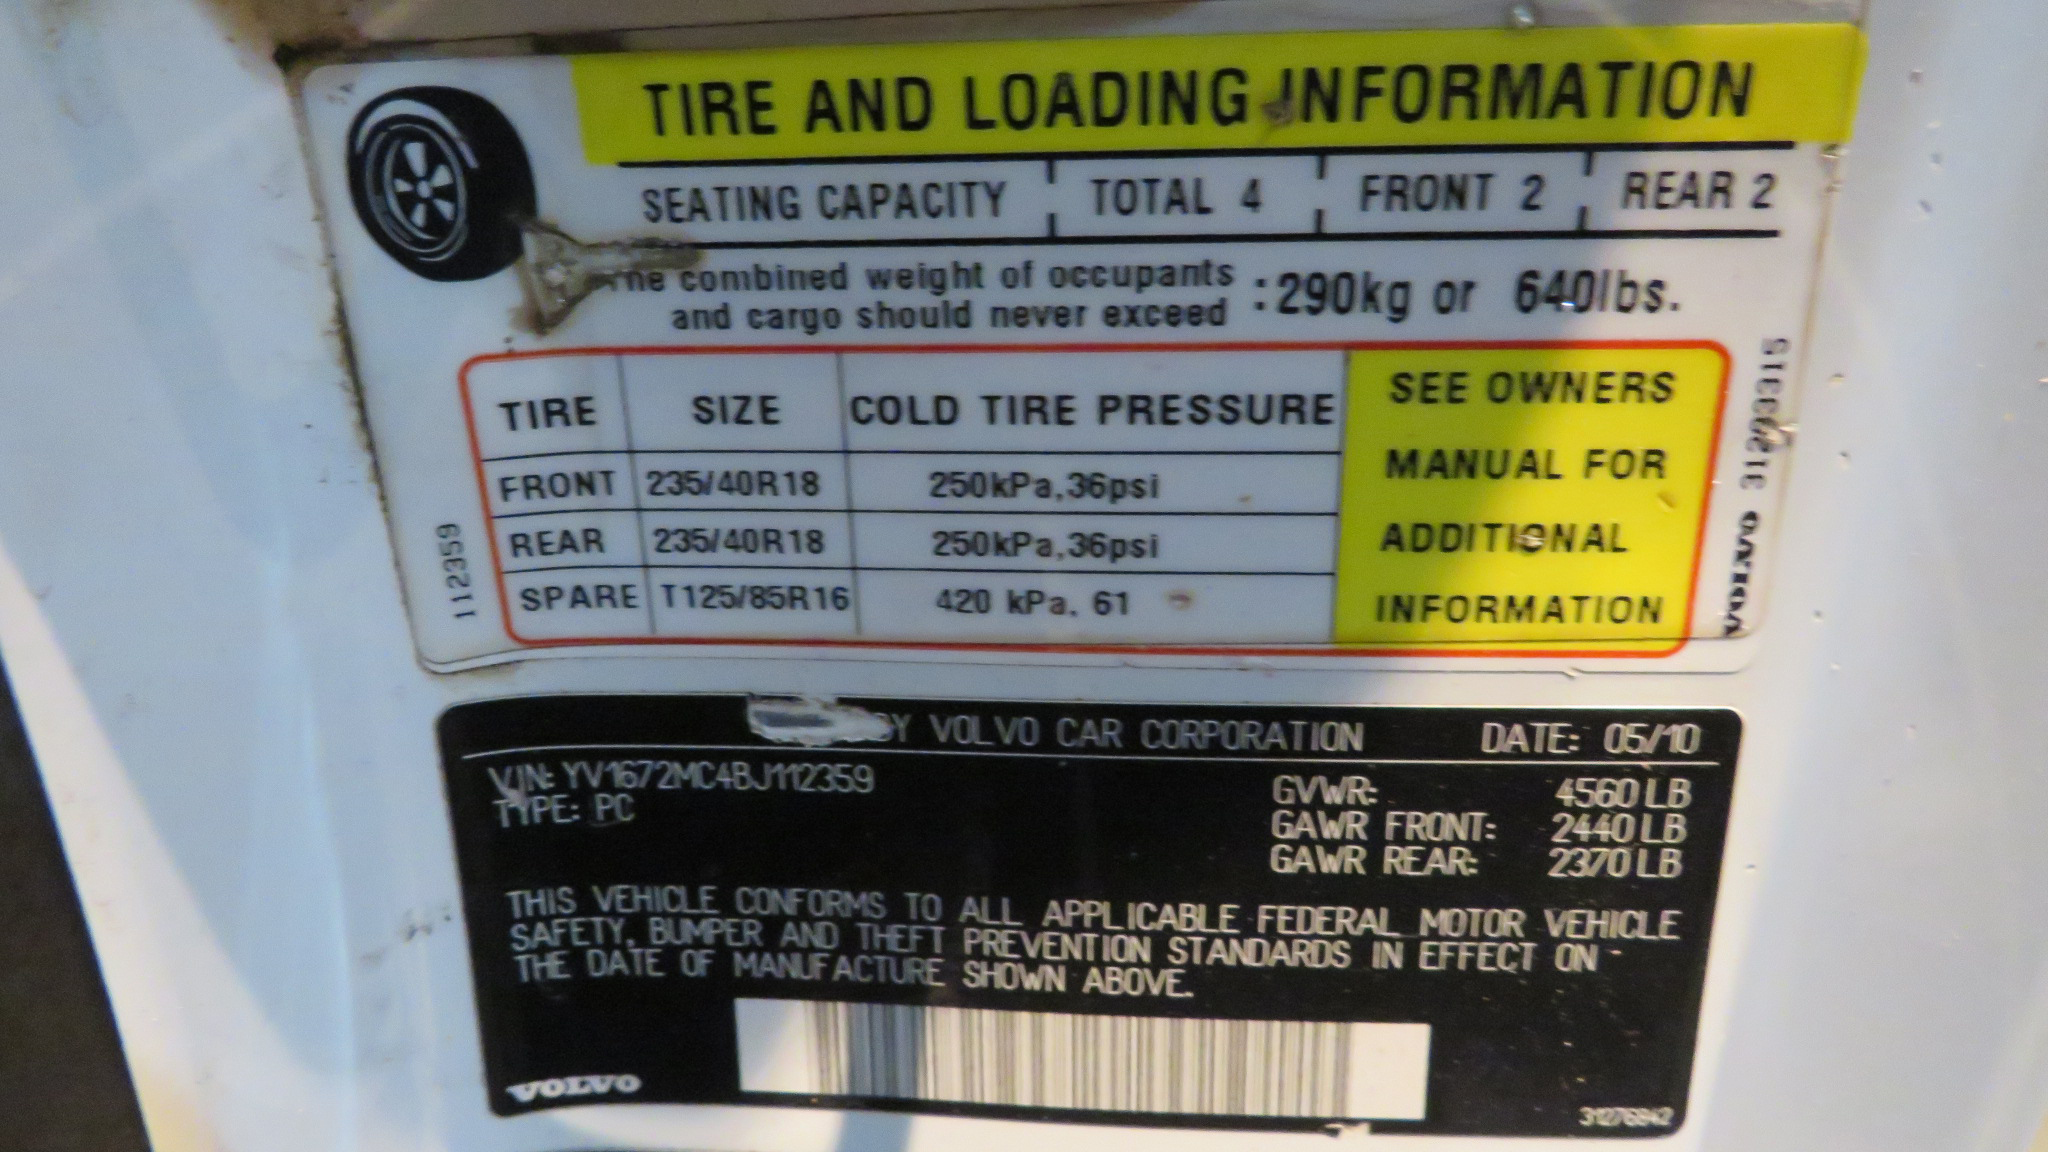 TIRE AND LOADING INFORMATION
SEATING CAPACITY TOTAL 4 FRONT 2 REAR 2
combined weight of occupants
and cargo should never exceed :290kg or 640lbs.
TIRE SIZE COLD TIRE PRESSURE
FRONT 235/40R18 250kPa,36psi
REAR 235/40R18 250kPa,36psi
SPARE T125/85R16 420 kPa. 61
SEE OWNERS
MANUAL FOR
ADDITIONAL
INFORMATION
112359
VOLVO 31283315
BY VOLVO CAR CORPORATION DATE: 05/10
VIN: YV1672MC4BJ112359
TYPE: PC
GVWR: 4560 LB
GAWR FRONT: 2440 LB
GAWR REAR: 2370 LB
THIS VEHICLE CONFORMS TO ALL APPLICABLE FEDERAL MOTOR VEHICLE
SAFETY, BUMPER AND THEFT PREVENTION STANDARDS IN EFFECT ON
THE DATE OF MANUFACTURE SHOWN ABOVE.
VOLVO